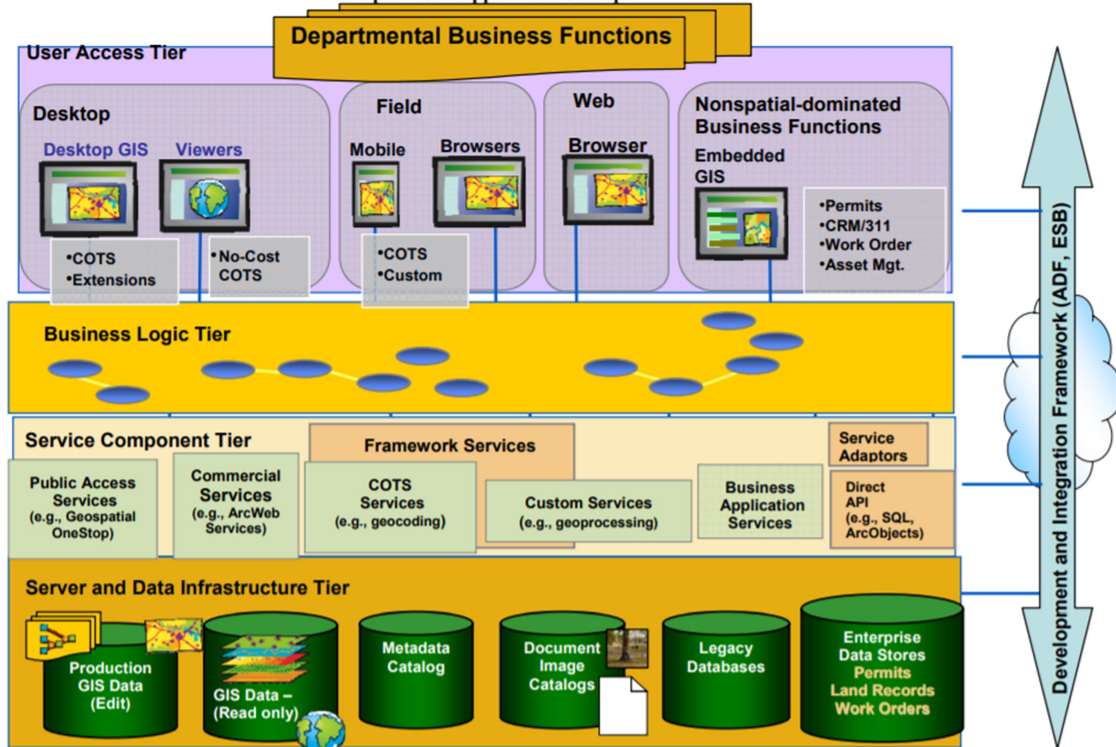 Departmental Business Functions
User Access Tier
Desktop
Desktop GIS
Viewers
•COTS
•Extensions
•No-Cost
COTS
Field
Mobile
Browsers
•COTS
•Custom
Web
Browser
Nonspatial-dominated
Business Functions
Embedded
GIS
•Permits
•CRM/311
•Work Order
•Asset Mgt.
Business Logic Tier
Service Component Tier
Public Access
Services
(e.g., Geospatial
OneStop)
Commercial
Services
(e.g., ArcWeb
Services)
Framework Services
COTS
Services
(e.g., geocoding)
Custom Services
(e.g., geoprocessing)
Business
Application
Services
Service
Adaptors
Direct
API
(e.g., SQL,
ArcObjects)
Server and Data Infrastructure Tier
Production
GIS Data
(Edit)
GIS Data –
(Read only)
Metadata
Catalog
Document
Image
Catalogs
Legacy
Databases
Enterprise
Data Stores
Permits
Land Records
Work Orders
Development and Integration Framework (ADF, ESB)